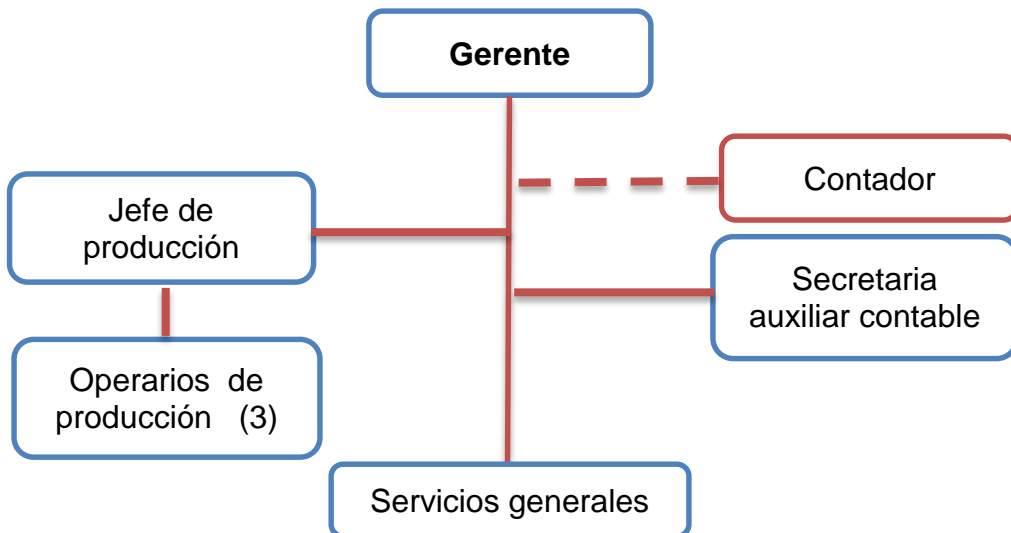 Gerente
Contador
Jefe de
producción
Secretaria
auxiliar contable
Operarios de
producción (3)
Servicios generales